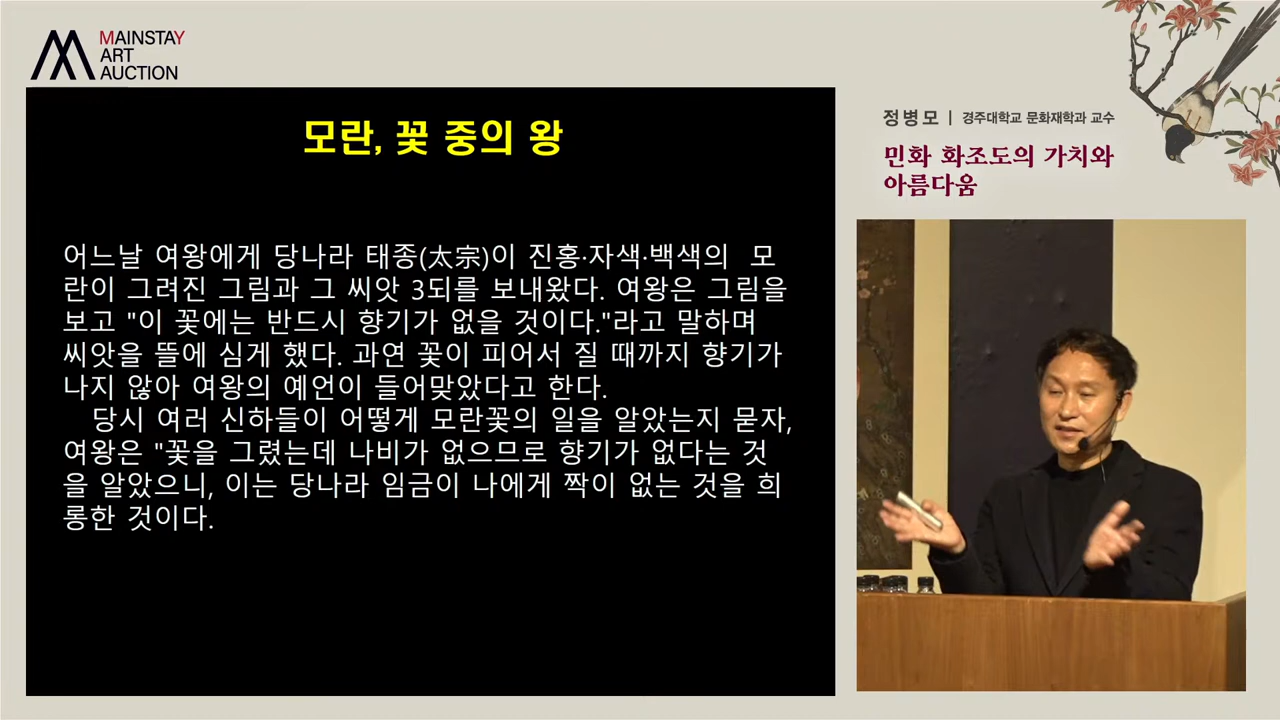 MAINSTAY
ART
AUCTION
모란, 꽃 중의 왕
어느날 여왕에게 당나라 태종(太宗)이 진홍·자색·백색의 모
란이 그려진 그림과 그 씨앗 3되를 보내왔다. 여왕은 그림을
보고 "이 꽃에는 반드시 향기가 없을 것이다."라고 말하며
씨앗을 뜰에 심게 했다. 과연 꽃이 피어서 질 때까지 향기가
나지 않아 여왕의 예언이 들어맞았다고 한다.
당시 여러 신하들이 어떻게 모란꽃의 일을 알았는지 묻자,
여왕은 "꽃을 그렸는데 나비가 없으므로 향기가 없다는 것
을 알았으니, 이는 당나라 임금이 나에게 짝이 없는 것을 희
롱한 것이다.
정병모 | 경주대학교 문화재학과 교수
민화 화조도의 가치와
아름다움